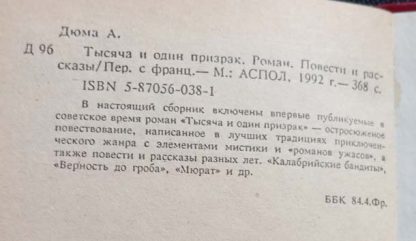 Дюма А.
Д 96
Тысяча и один призрак. Роман. Повести и рас-
сказы/Пер. с франц.— М.: АСПОЛ, 1992 г.— 368 с.
ISBN 5-87056-038-1
В настоящий сборник включены впервые публикуемые в
советское время роман «Тысяча и один призрак» — остросюжетное
повествование, написанное в лучших традициях приключен-
ческого жанра с элементами мистики и «романов ужасов», а
также повести и рассказы разных лет. «Калабрийские бандиты»,
«Верность до гроба», «Мюрат» и др.
ББК 84.4.Фр.